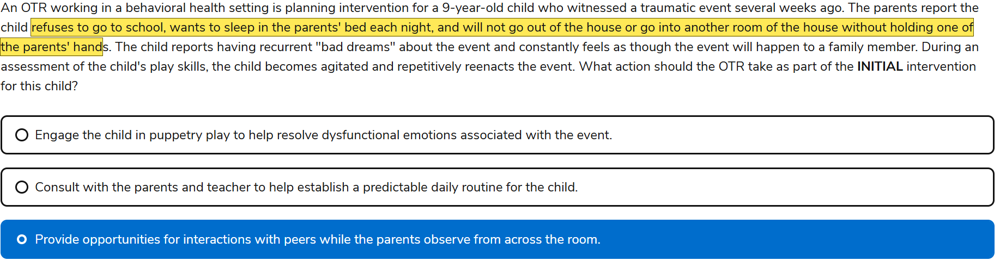 An OTR working in a behavioral health setting is planning intervention for a 9-year-old child who witnessed a traumatic event several weeks ago. The parents report the
child refuses to go to school, wants to sleep in the parents' bed each night, and will not go out of the house or go into another room of the house without holding one of
the parents' hands. The child reports having recurrent "bad dreams" about the event and constantly feels as though the event will happen to a family member. During an
assessment of the child's play skills, the child becomes agitated and repetitively reenacts the event. What action should the OTR take as part of the INITIAL intervention
for this child?
Engage the child in puppetry play to help resolve dysfunctional emotions associated with the event.
Consult with the parents and teacher to help establish a predictable daily routine for the child.
Provide opportunities for interactions with peers while the parents observe from across the room.